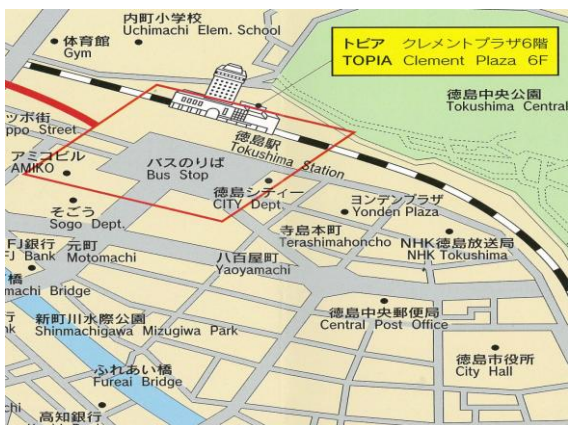 内町小学校
Uchimachi Elem. School
体育館
Gym
トピア クレメントプラザ6階
TOPIA Clement Plaza 6F
徳島中央公園
Tokushima Central
ツポ街
ppo Street
アミコビル
AMIKO
バスのりば
Bus Stop
徳島駅
Tokushima Station
徳島シティー
CITY Dept.
そごう
Sogo Dept.
ヨンデンプラザ
Yonden Plaza
寺島本町
Terashimahoncho
NHK徳島放送局
NHK Tokushima
FJ銀行
FJ Bank
元町
Motomachi
八百屋町
Yaoyamachi
橋
machi Bridge
新町川水際公園
Shinmachigawa Mizugiwa Park
徳島中央郵便局
Central Post Office
徳島市役所
City Hall
ふれあい橋
Fureai Bridge
高知銀行